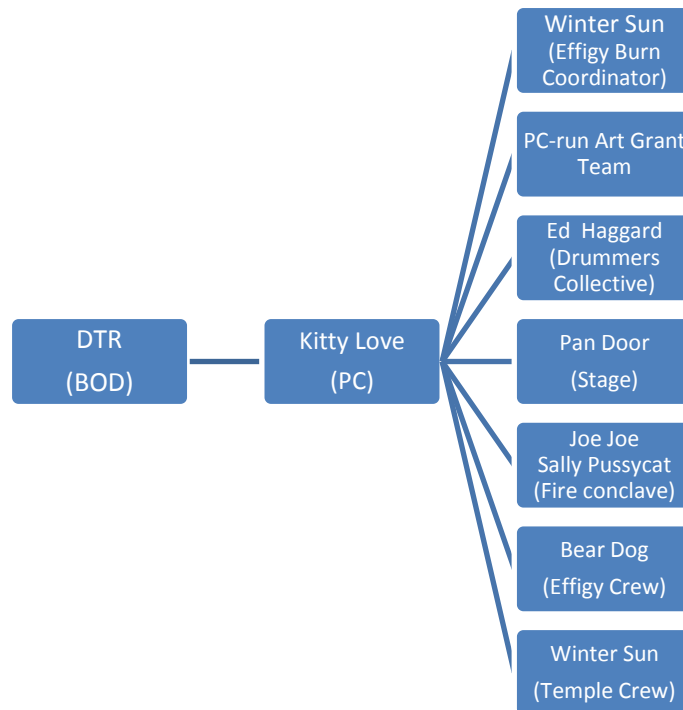 DTR
(BOD)
Kitty Love
(PC)
Winter Sun
(Effigy Burn
Coordinator)
PC-run Art Grant
Team
Ed Haggard
(Drummers
Collective)
Pan Door
(Stage)
Joe Joe
Sally Pussycat
(Fire conclave)
Bear Dog
(Effigy Crew)
Winter Sun
(Temple Crew)